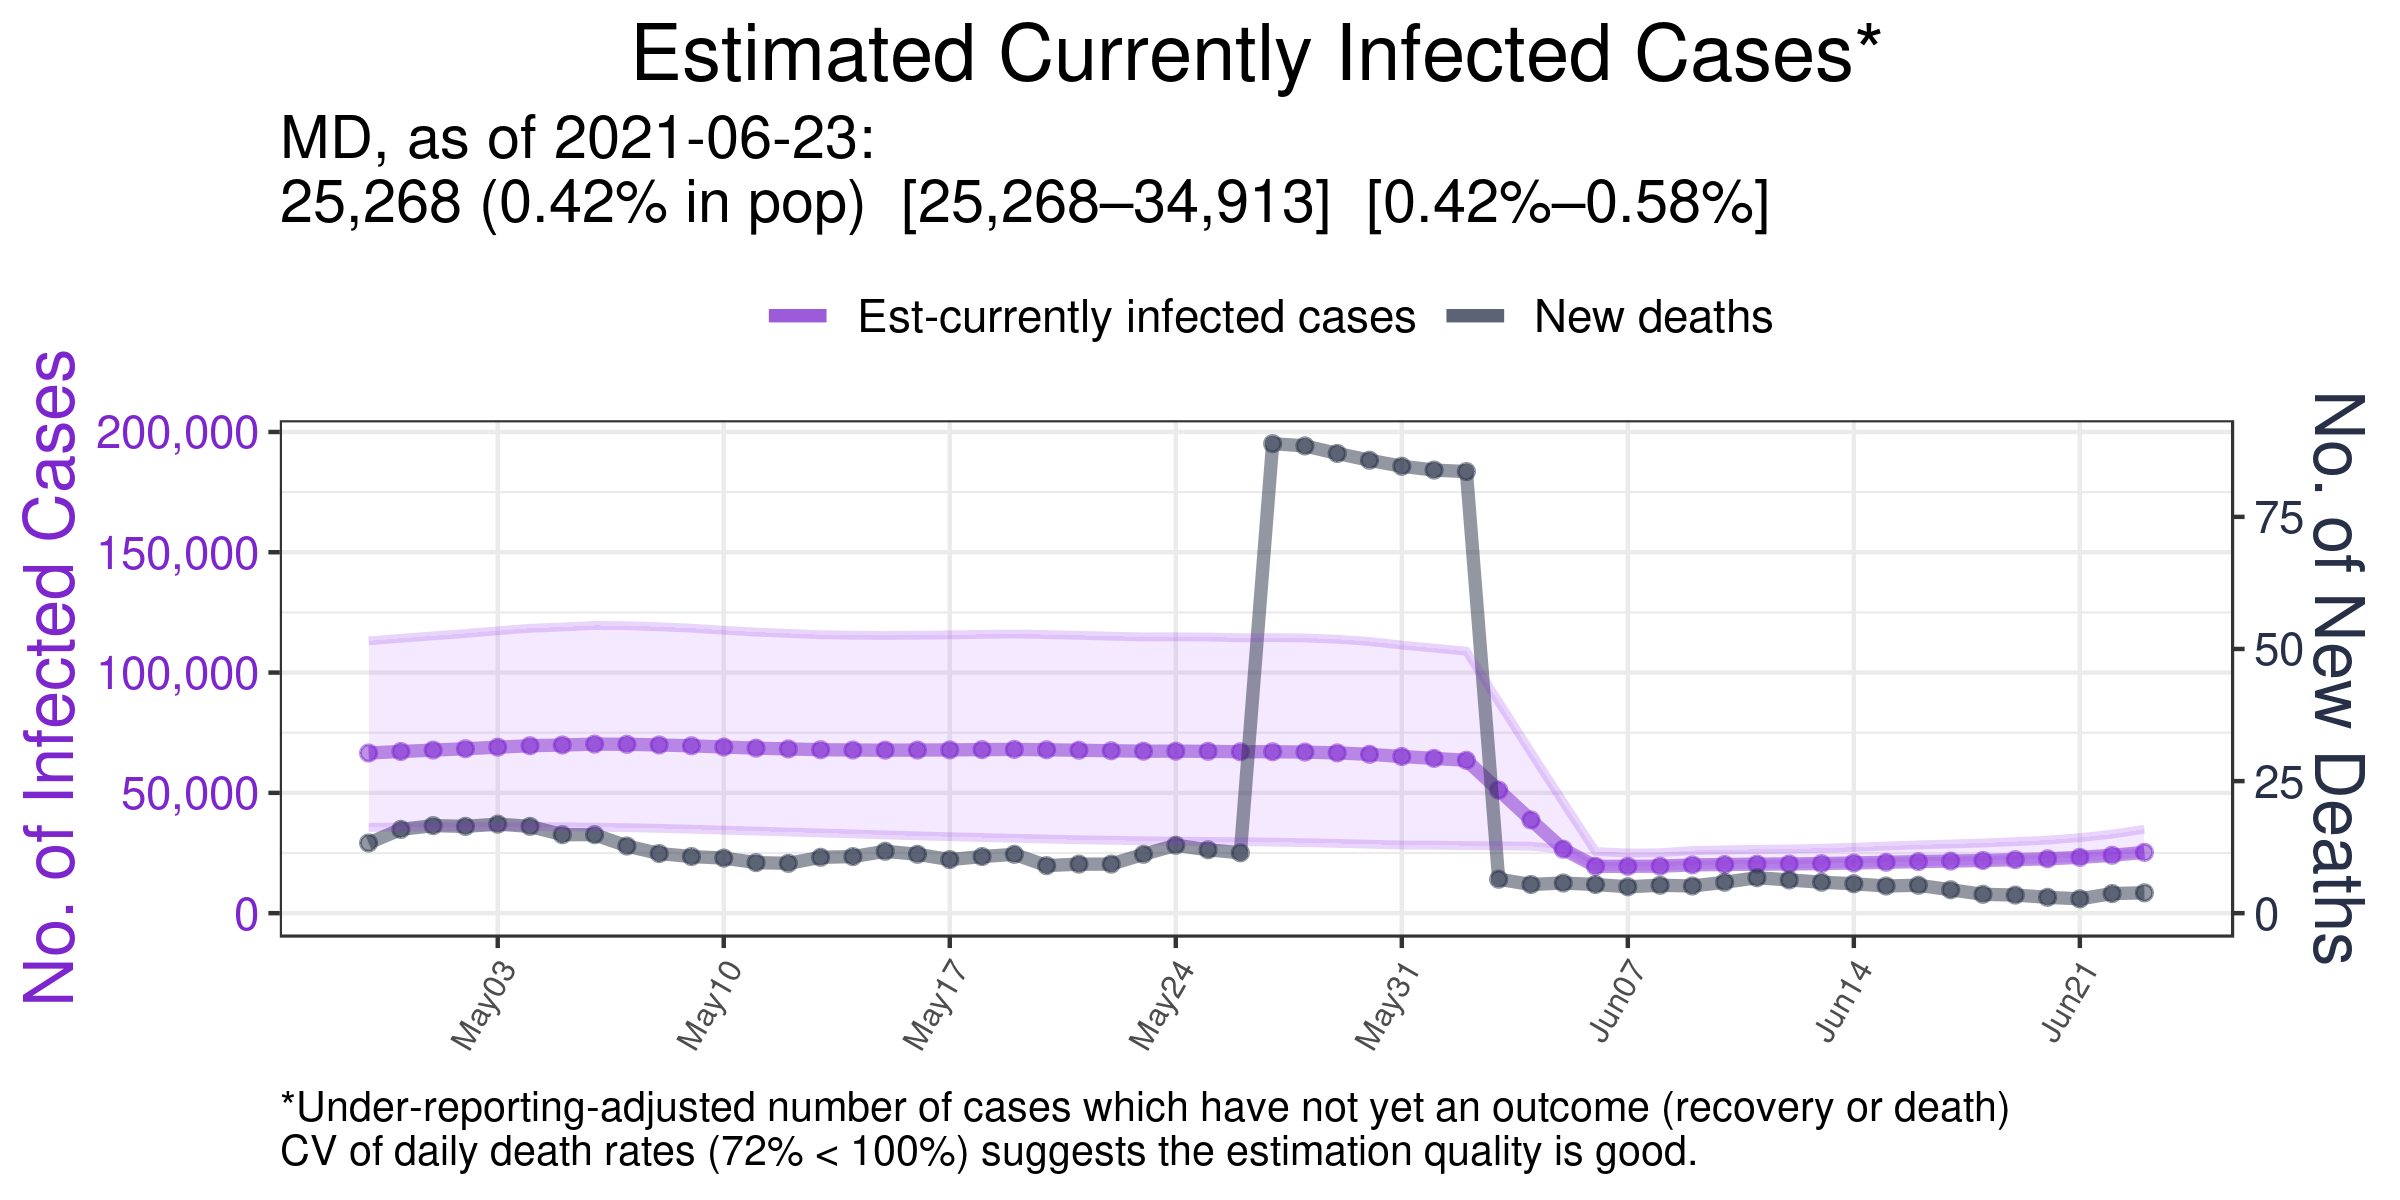 Estimated Currently Infected Cases*
MD, as of 2021-06-23:
25,268 (0.42% in pop)  [25,268–34,913]  [0.42%–0.58%]
Est-currently infected cases
New deaths
No. of Infected Cases
200,000
150,000
100,000
50,000
0
75
50
25
0
No. of New Deaths
May03
May10
May17
May24
May31
Jun07
Jun14
Jun21
*Under-reporting-adjusted number of cases which have not yet an outcome (recovery or death)
CV of daily death rates (72% < 100%) suggests the estimation quality is good.